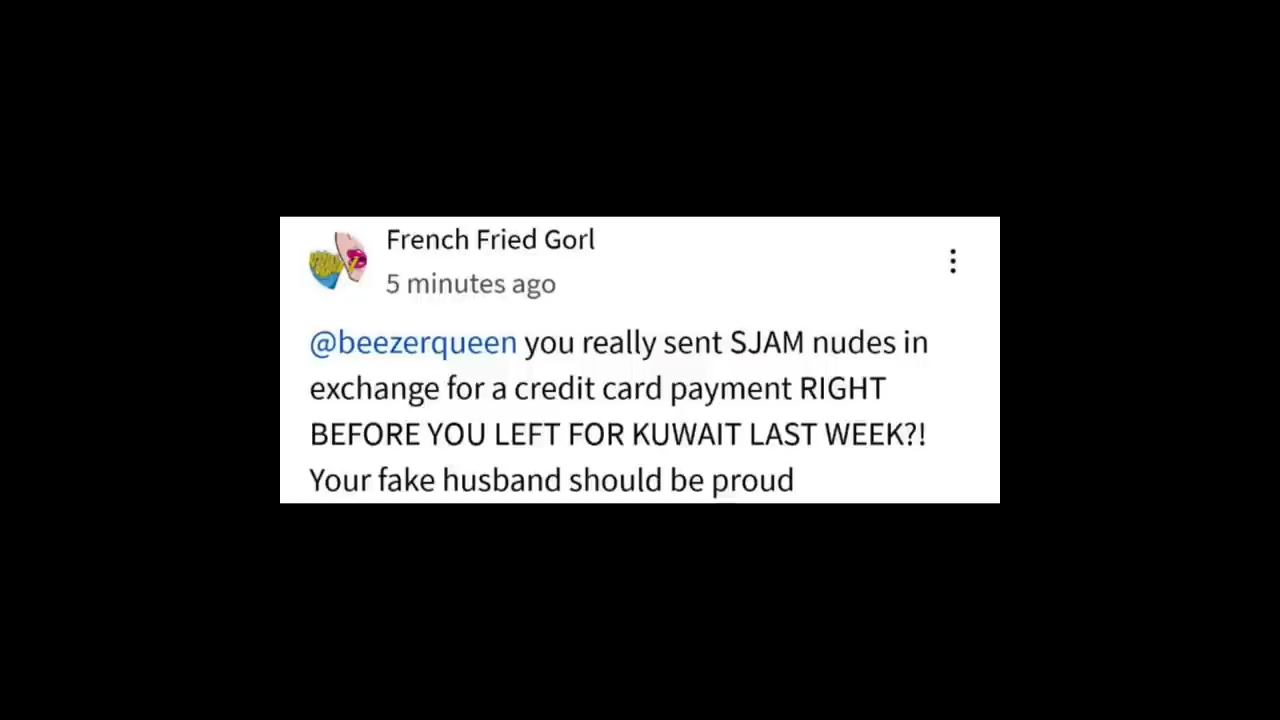 French Fried Gorl
5 minutes ago
@beezerqueen you really sent SJAM nudes in
exchange for a credit card payment RIGHT
BEFORE YOU LEFT FOR KUWAIT LAST WEEK?!
Your fake husband should be proud